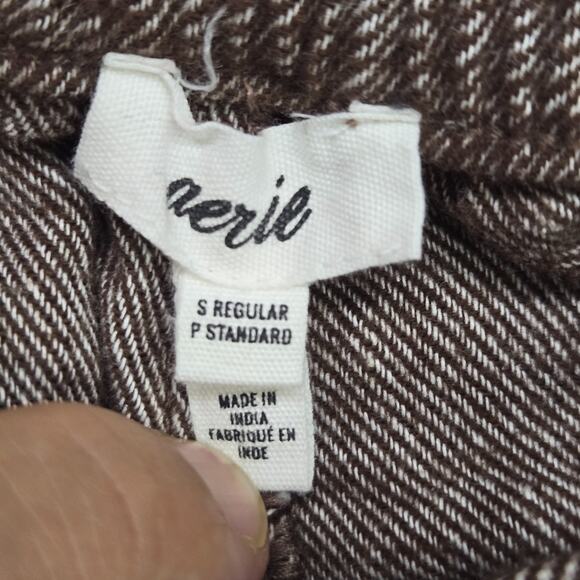 aerie
S REGULAR
P STANDARD
MADE IN
INDIA
FABRIQUÉ EN
INDE